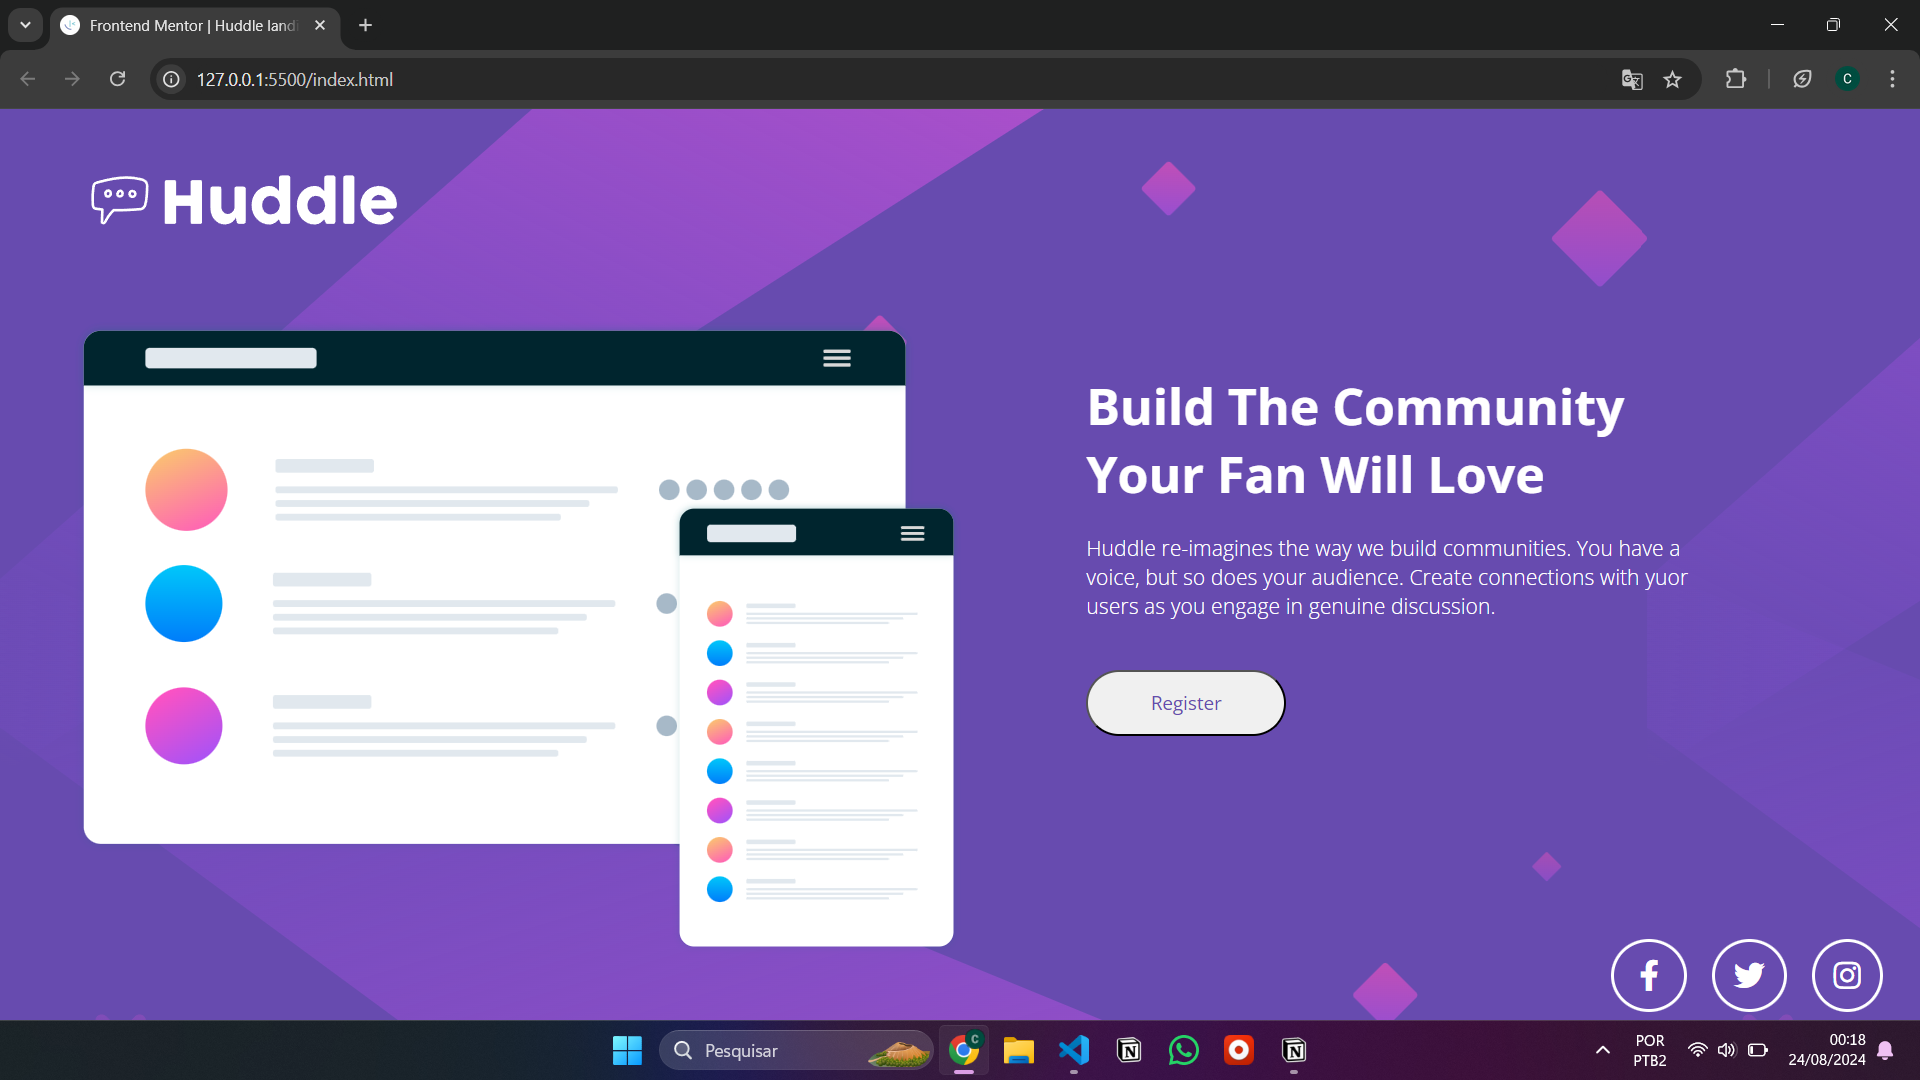 Frontend Mentor | Huddle landi
127.0.0.1:5500/index.html
C
Huddle
Build The Community
Your Fan Will Love
Huddle re-imagines the way we build communities. You have a
voice, but so does your audience. Create connections with yuor
users as you engage in genuine discussion.
Register
Pesquisar
C
POR
PTB2
00:18
24/08/2024